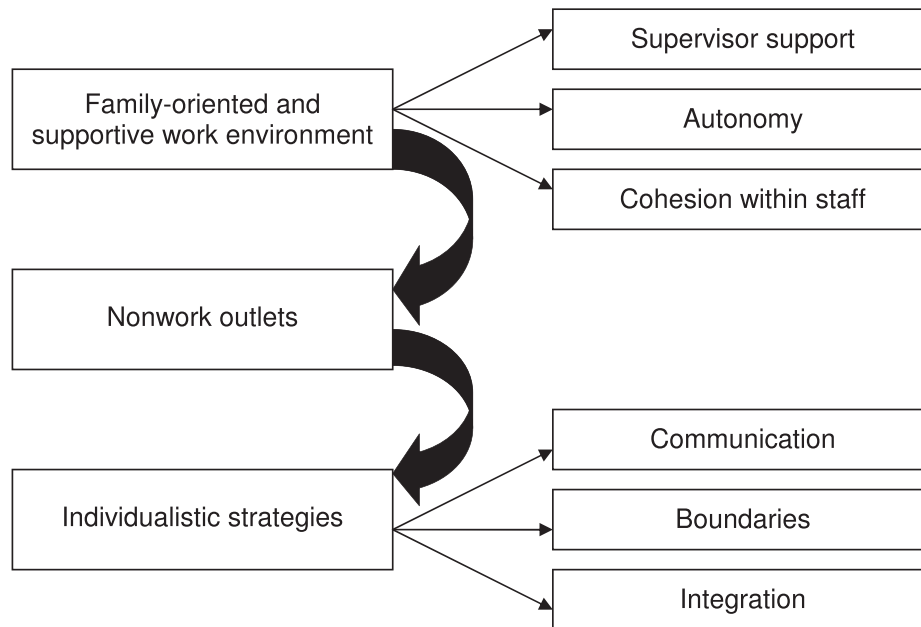 Supervisor support
Family-oriented and
supportive work environment
Autonomy
Cohesion within staff
Nonwork outlets
Communication
Individualistic strategies
Boundaries
Integration